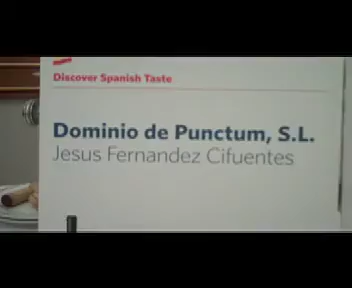 Discover Spanish Taste
Dominio de Punctum, S.L.
Jesus Fernandez Cifuentes